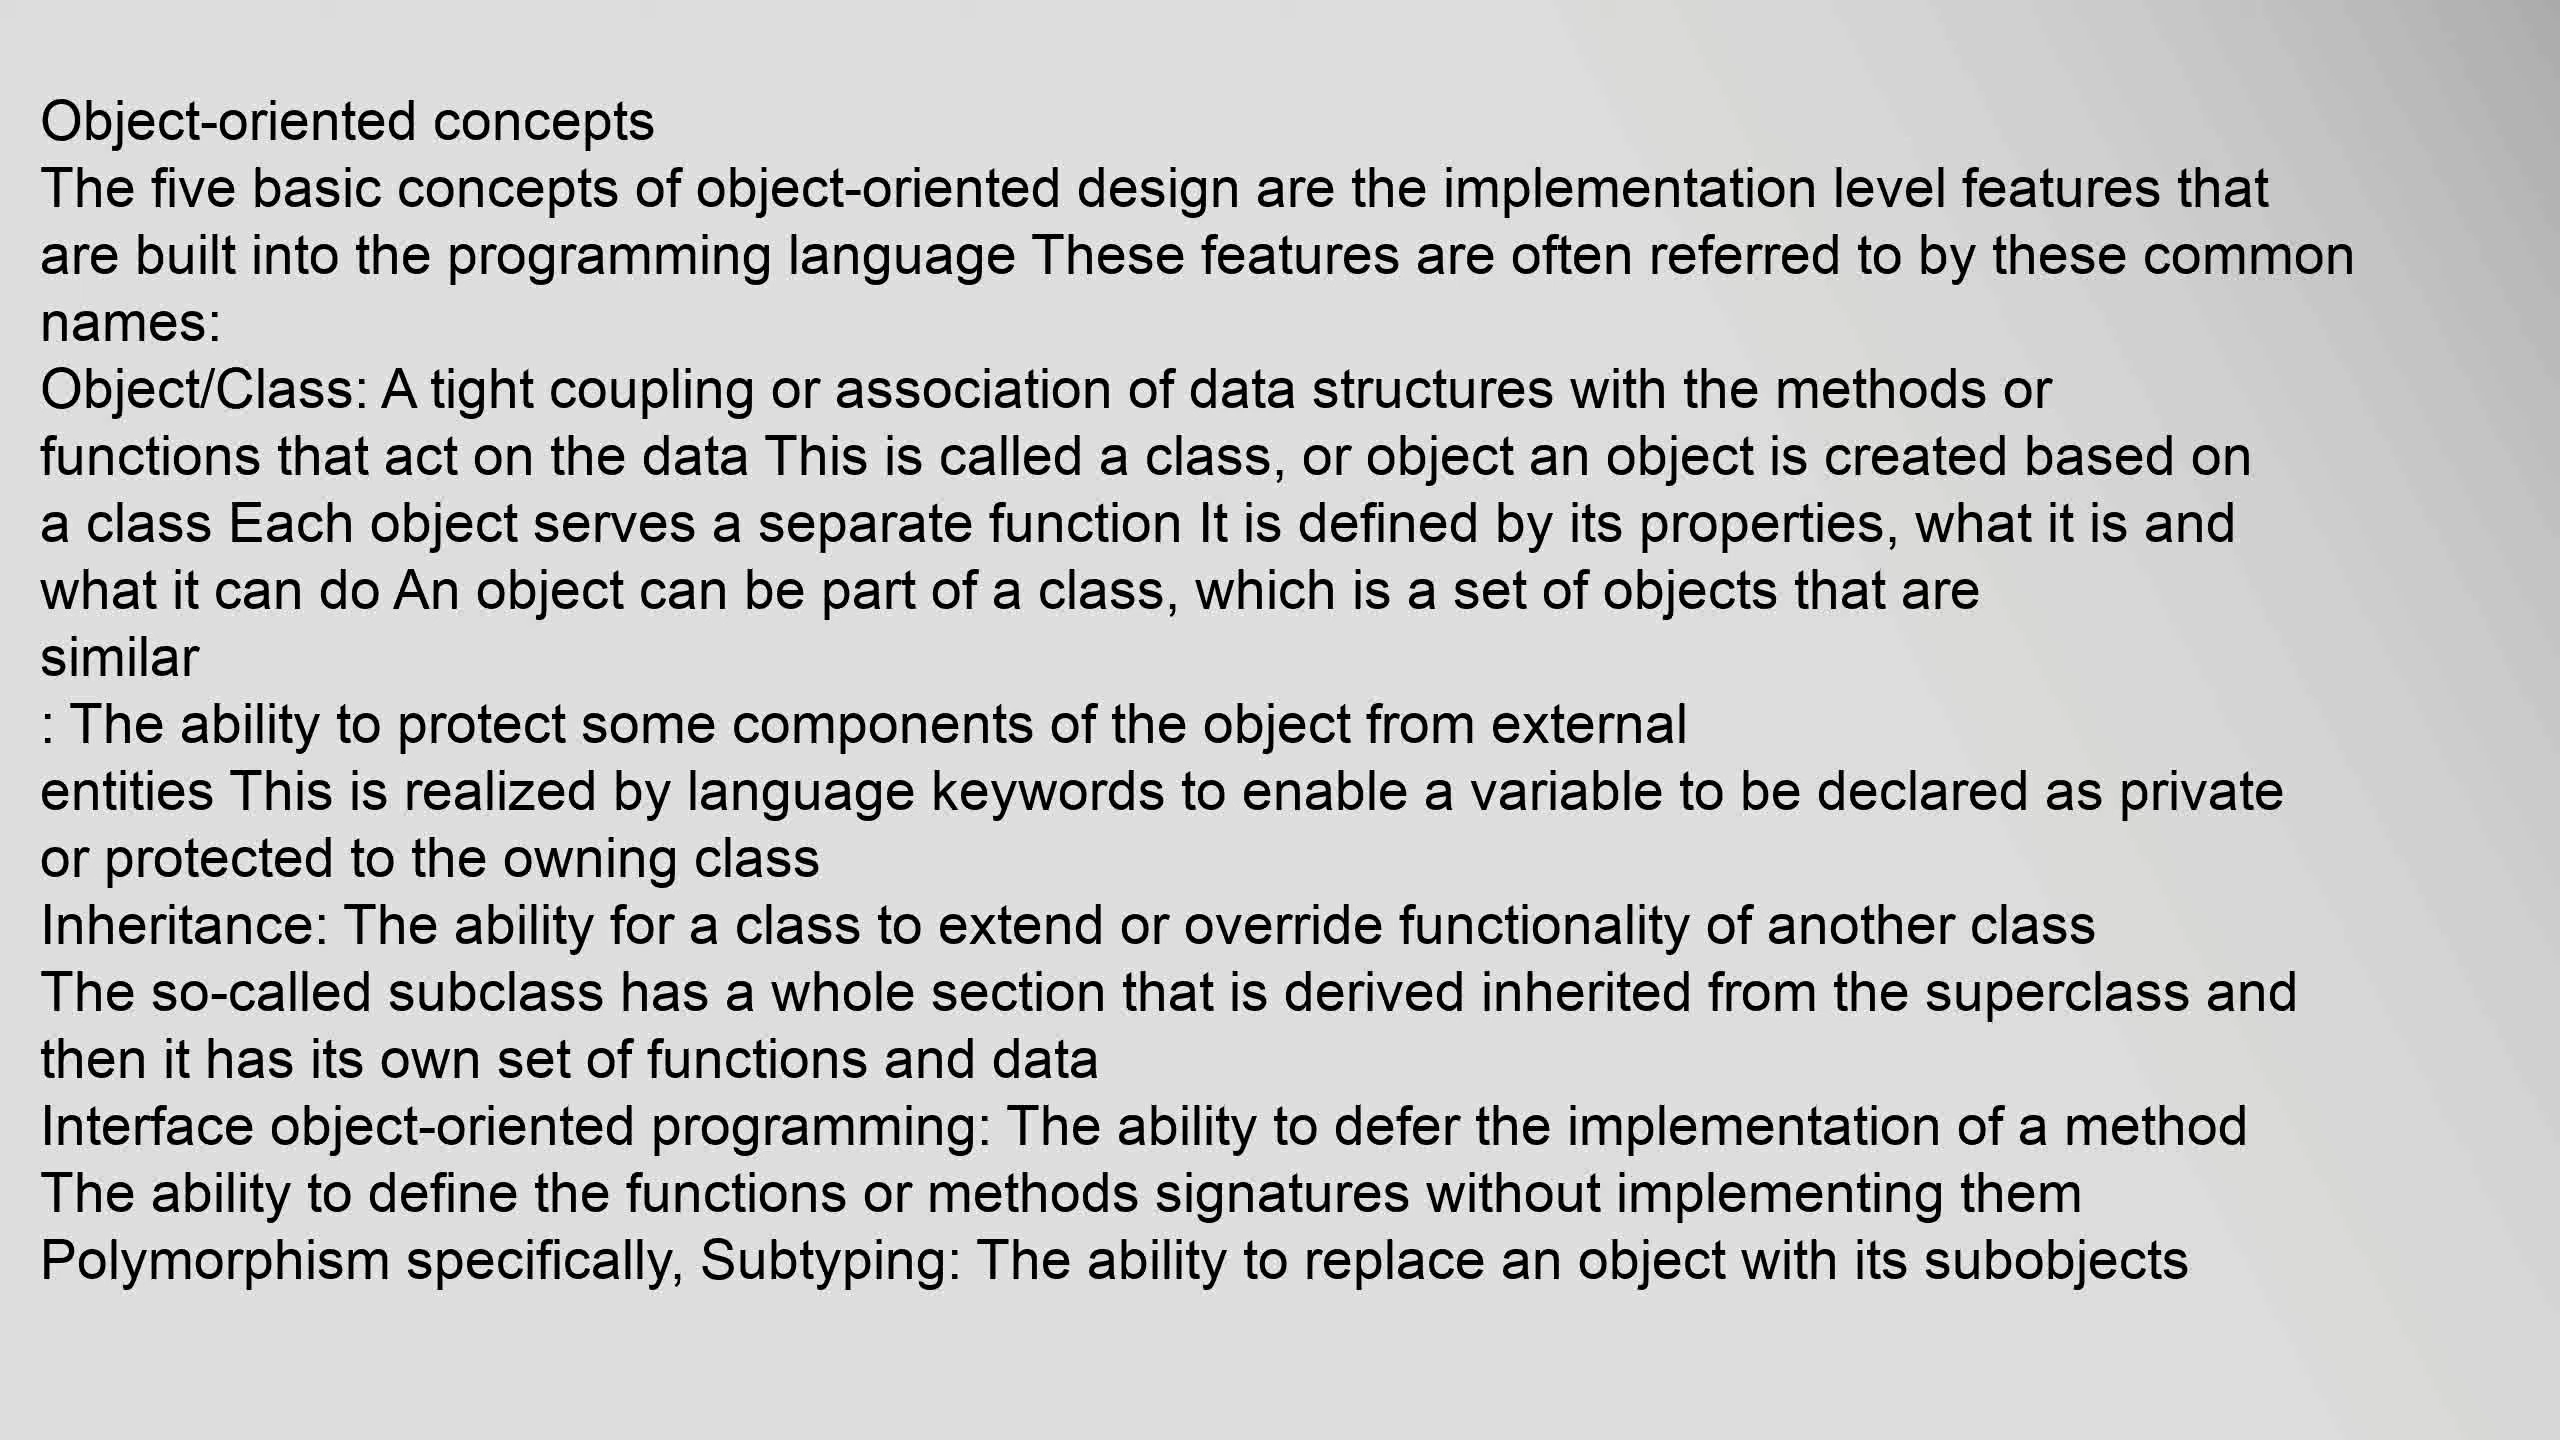 Object-oriented concepts
The five basic concepts of object-oriented design are the implementation level features that
are built into the programming language These features are often referred to by these common
names:
Object/Class: A tight coupling or association of data structures with the methods or
functions that act on the data This is called a class, or object an object is created based on
a class Each object serves a separate function It is defined by its properties, what it is and
what it can do An object can be part of a class, which is a set of objects that are
similar
: The ability to protect some components of the object from external
entities This is realized by language keywords to enable a variable to be declared as private
or protected to the owning class
Inheritance: The ability for a class to extend or override functionality of another class
The so-called subclass has a whole section that is derived inherited from the superclass and
then it has its own set of functions and data
Interface object-oriented programming: The ability to defer the implementation of a method
The ability to define the functions or methods signatures without implementing them
Polymorphism specifically, Subtyping: The ability to replace an object with its subobjects